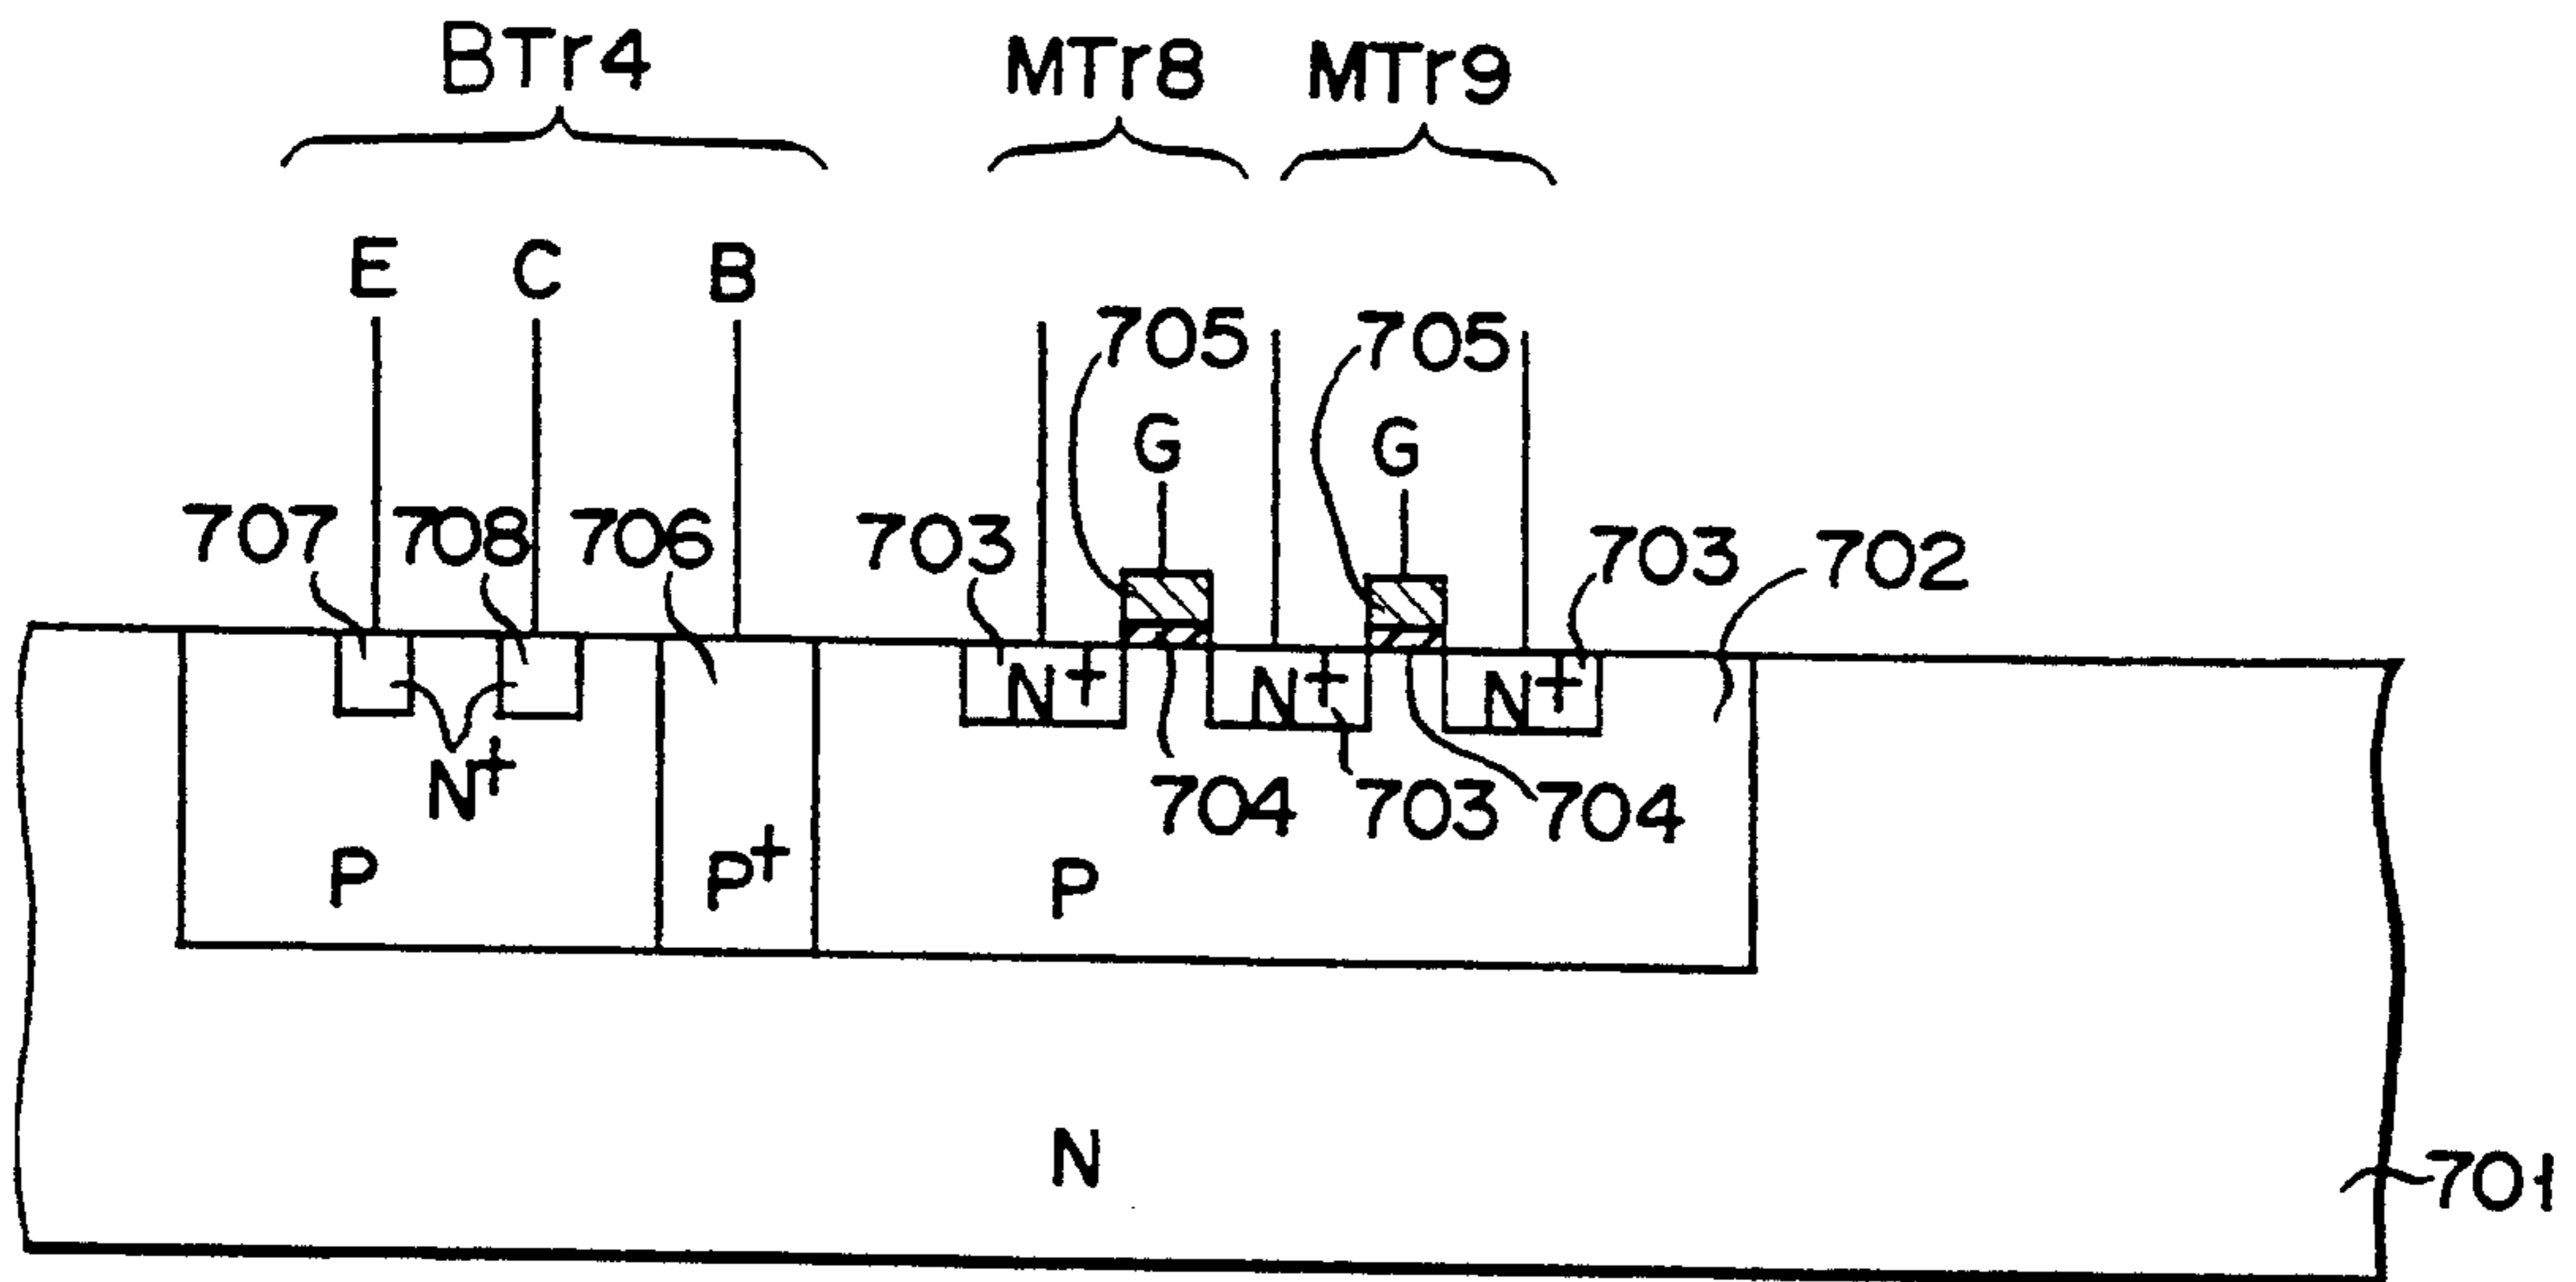 BTr4 MTr8 MTr9
E C B
705 705
G G
707 708 706 703 703 702
N+ N+ N+
N+ 704 703 704
P P+ P
N
701